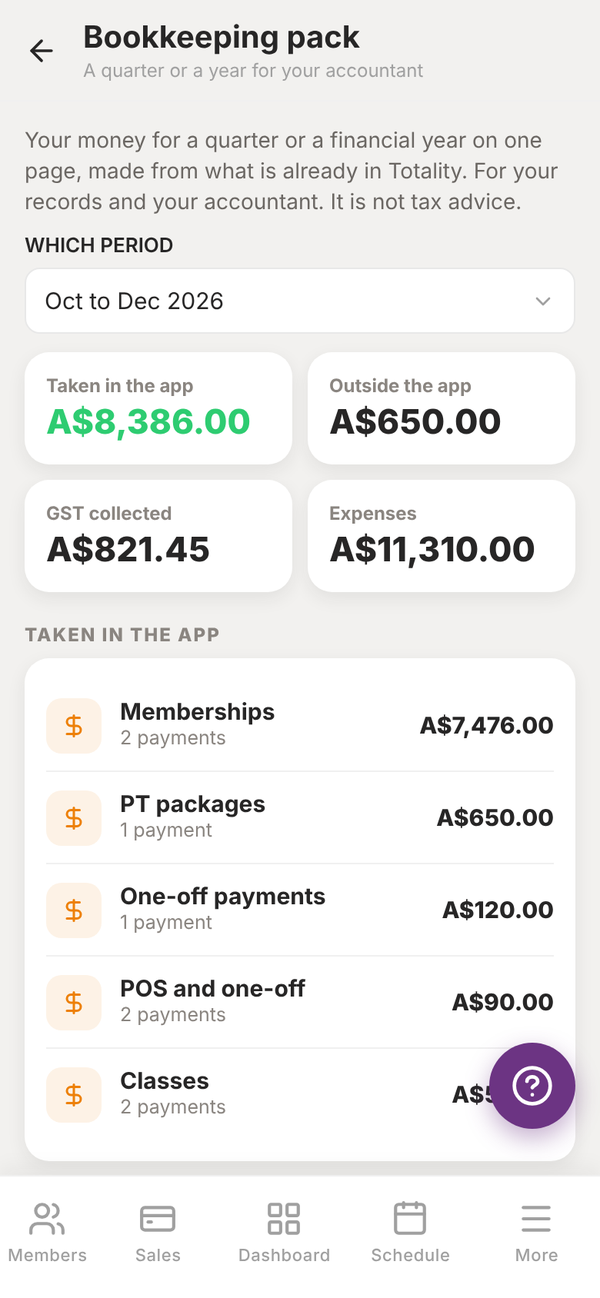 Bookkeeping pack
A quarter or a year for your accountant
Your money for a quarter or a financial year on one
page, made from what is already in Totality. For your
records and your accountant. It is not tax advice.
WHICH PERIOD
Oct to Dec 2026
Taken in the app
A$8,386.00
Outside the app
A$650.00
GST collected
A$821.45
Expenses
A$11,310.00
TAKEN IN THE APP
Memberships
2 payments
A$7,476.00
PT packages
1 payment
A$650.00
One-off payments
1 payment
A$120.00
POS and one-off
2 payments
A$90.00
Classes
2 payments
Members
Sales
Dashboard
Schedule
More